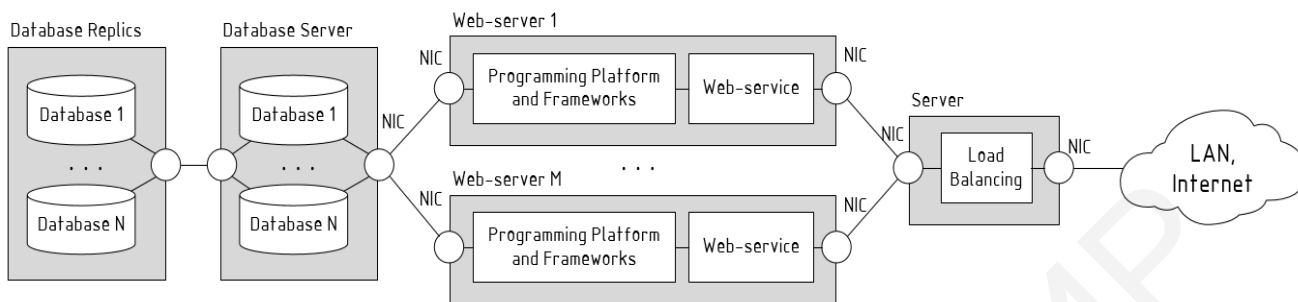 Database Replics
Database 1
. . .
Database N
Database Server
Database 1
. . .
Database N
NIC
Web-server 1
NIC
Programming Platform
and Frameworks
Web-service
NIC
. . .
Web-server M
NIC
Programming Platform
and Frameworks
Web-service
NIC
Server
NIC
Load
Balancing
NIC
LAN,
Internet